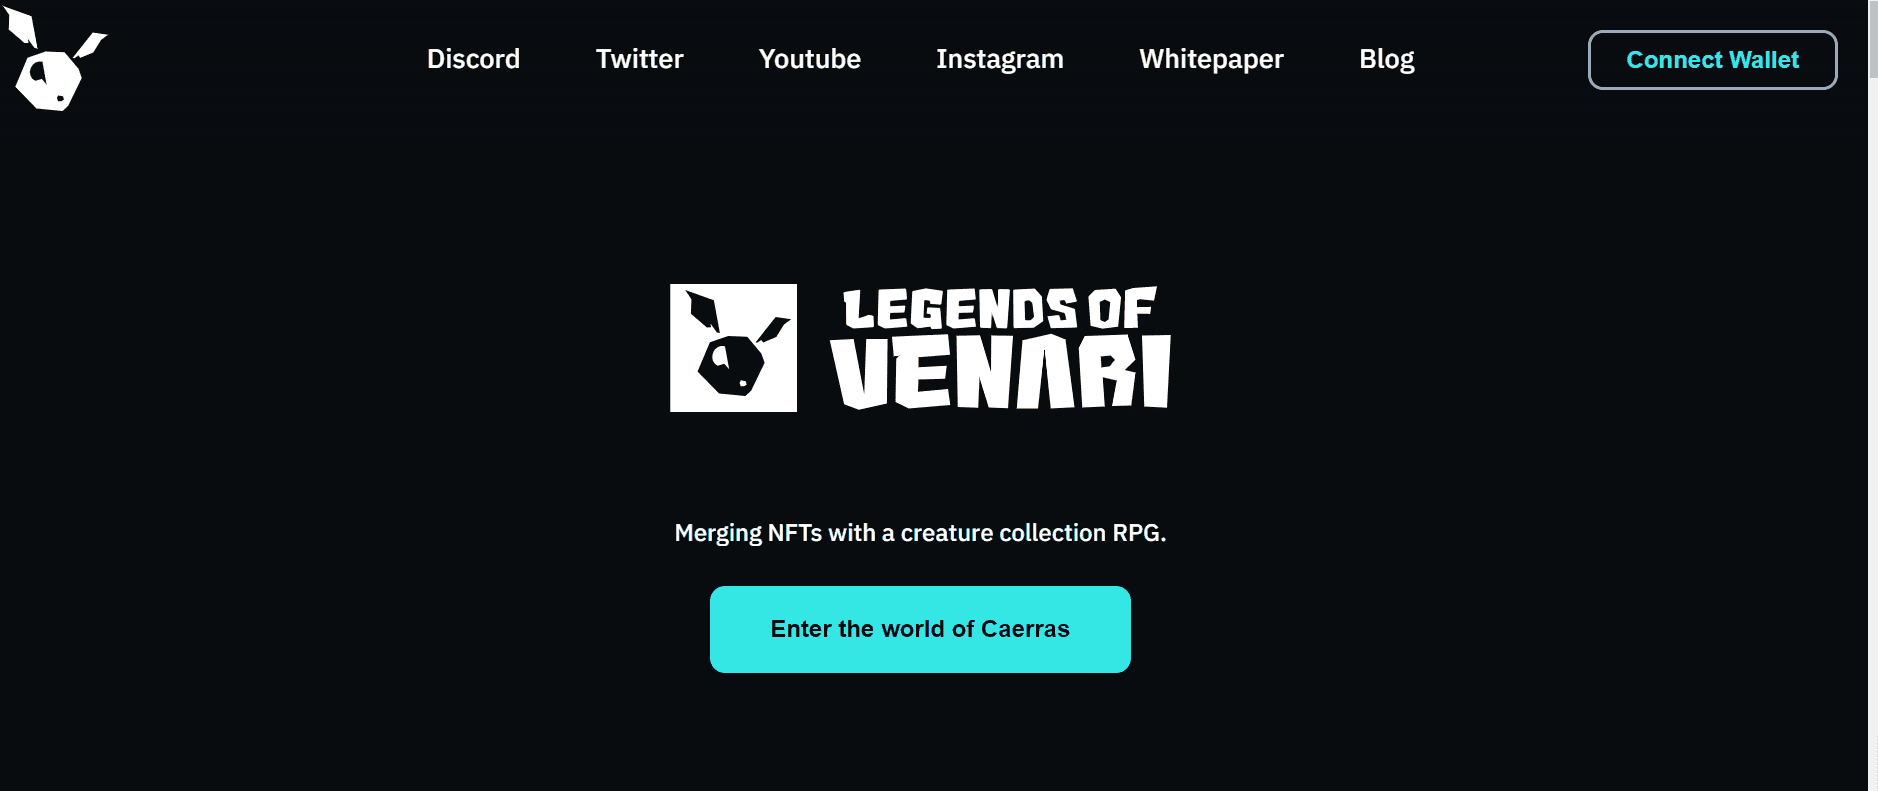 Discord Twitter Youtube Instagram Whitepaper Blog Connect Wallet
LEGENDS OF
VENARI
Merging NFTs with a creature collection RPG.
Enter the world of Caerras